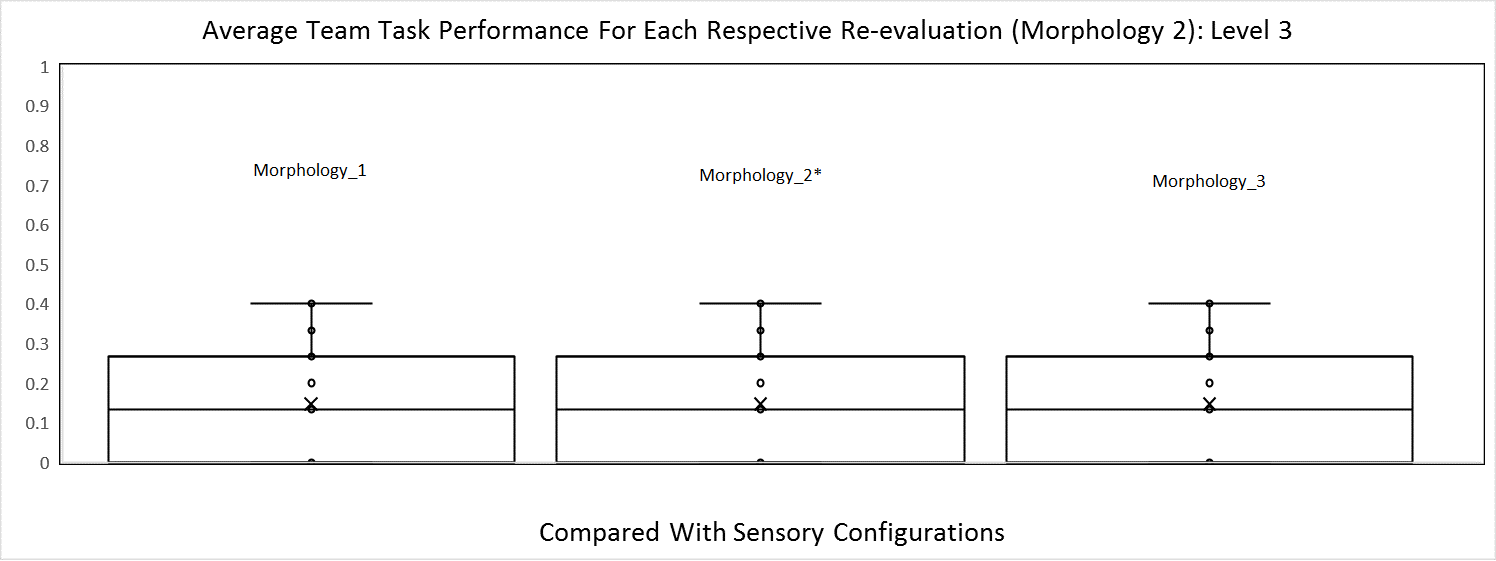 Average Team Task Performance For Each Respective Re-evaluation (Morphology 2): Level 3
1
0.9
0.8
0.7
0.6
0.5
0.4
0.3
0.2
0.1
0
Morphology_1
Morphology_2*
Morphology_3
Compared With Sensory Configurations